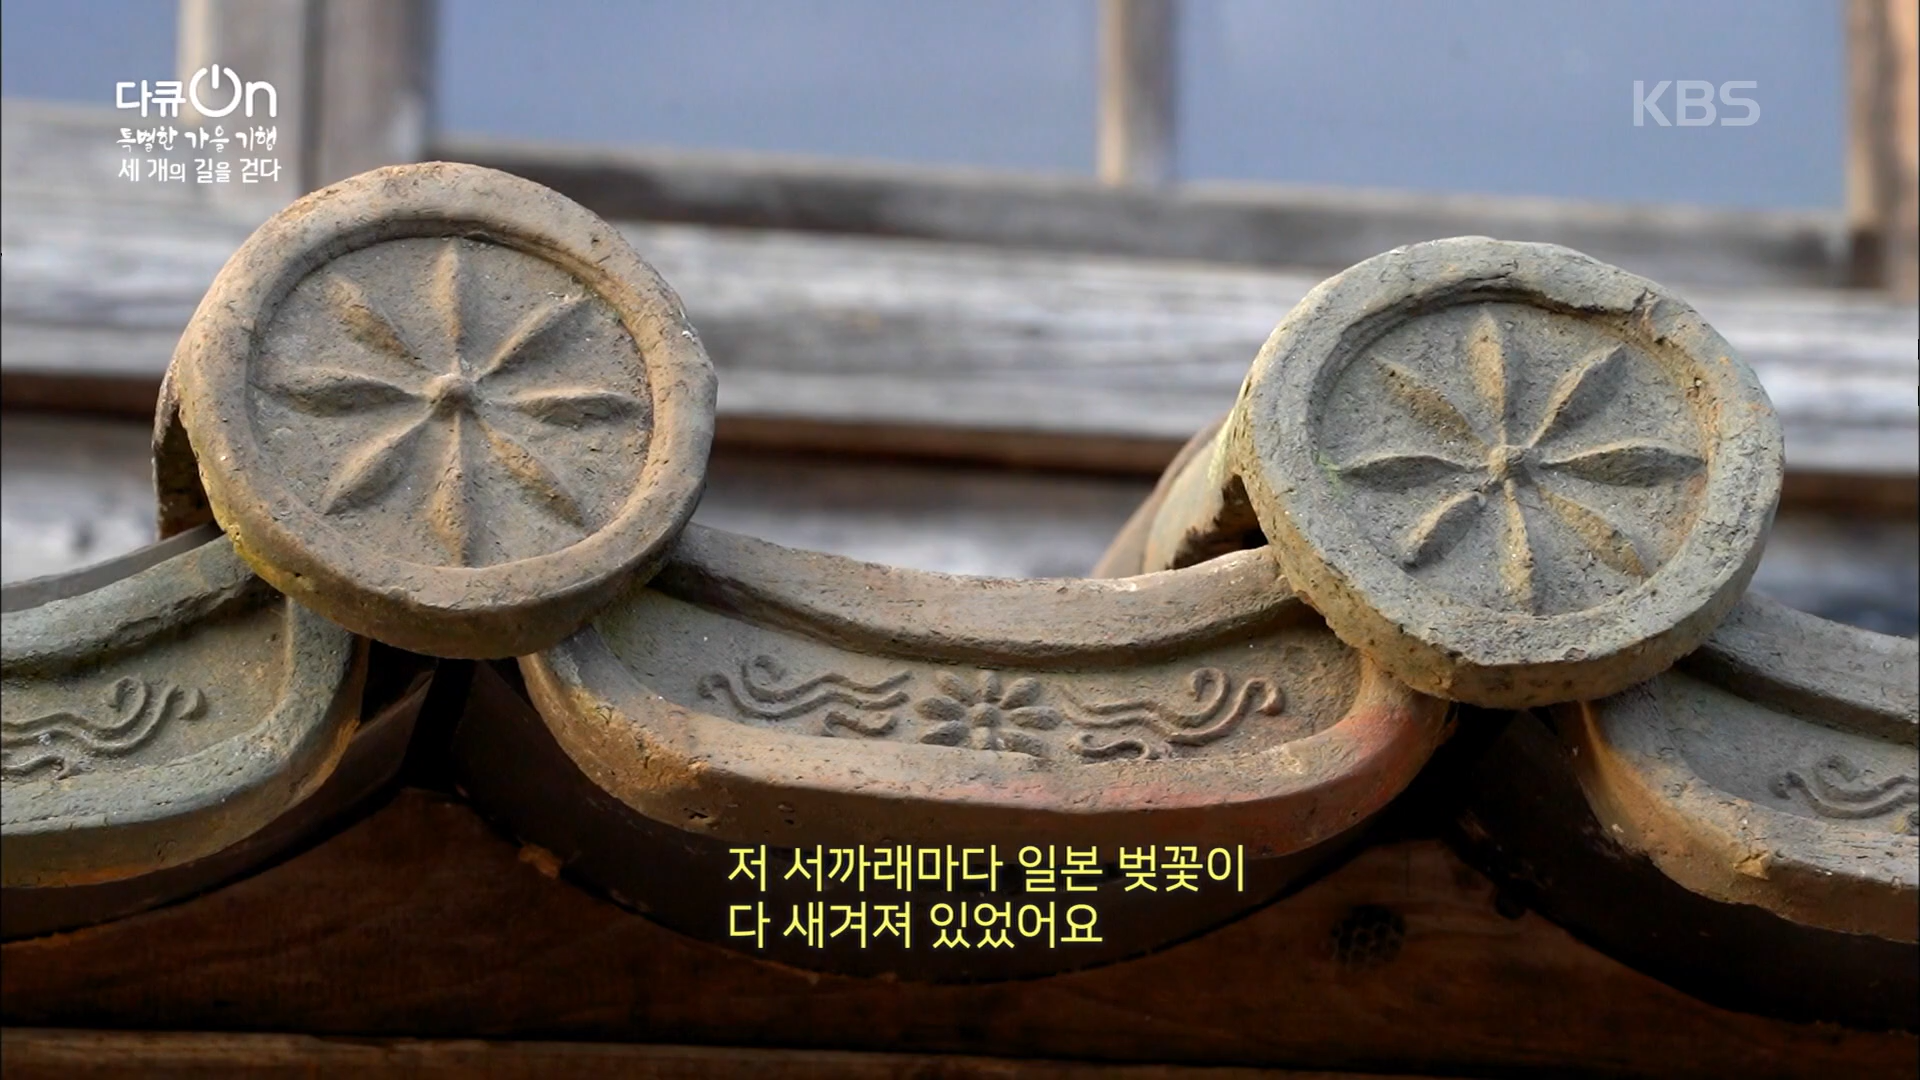 다큐On
특별한 가을 기행
세 개의 길을 걷다
KBS
저 서까래마다 일본 벚꽃이
다 새겨져 있었어요